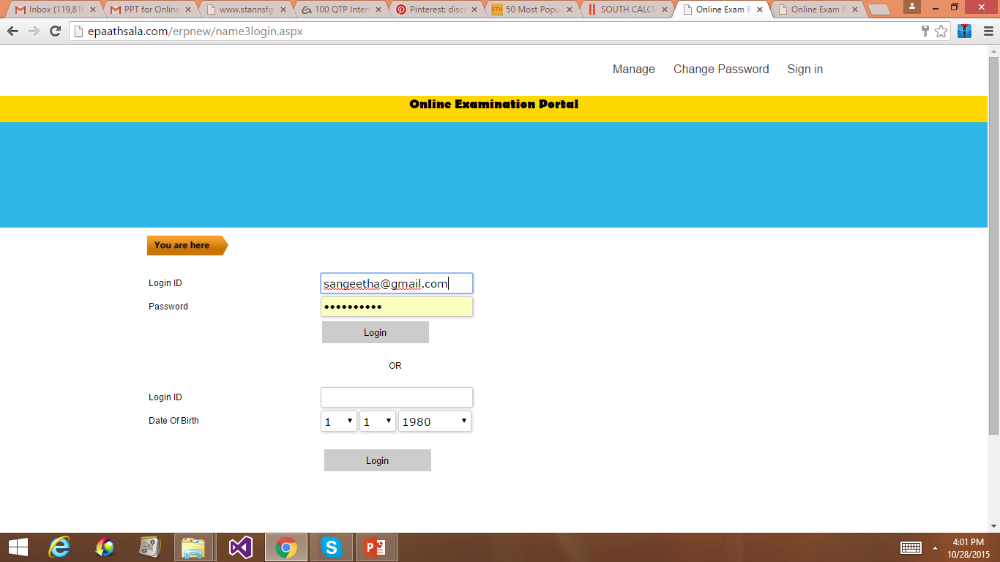 Inbox (119,810
PPT for Online
www.stannsfg
100 QTP Inter
Pinterest: disc
STH 50 Most Popu
SOUTH CALCU
Online Exam P
Online Exam P
epaathsala.com/erpnew/name3login.aspx
Manage Change Password Sign in
Online Examination Portal
You are here
Login ID sangeetha@gmail.com
Password ••••••••••
Login
OR
Login ID
Date Of Birth 1 1 1980
Login
4:01 PM
10/28/2015